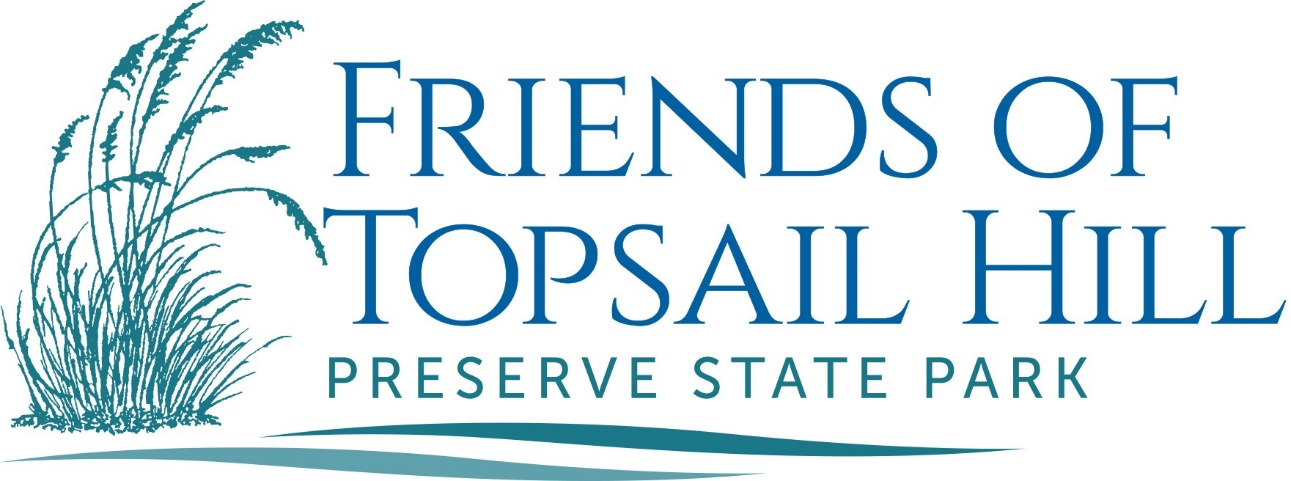 FRIENDS OF
TOPSAIL HILL
PRESERVE STATE PARK